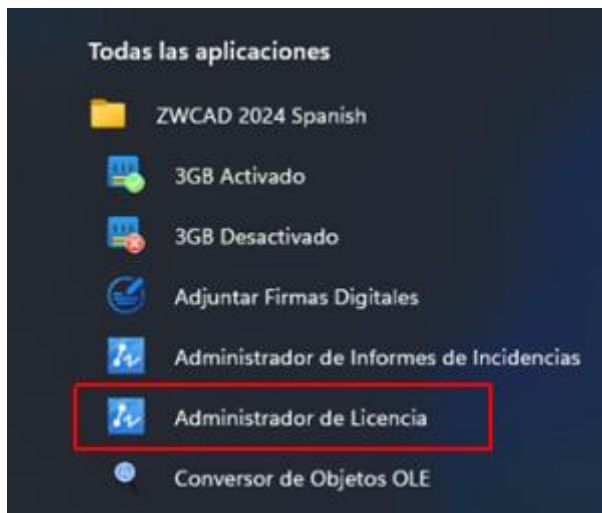 Todas las aplicaciones
ZWCAD 2024 Spanish
3GB Activado
3GB Desactivado
Adjuntar Firmas Digitales
Administrador de Informes de Incidencias
Administrador de Licencia
Conversor de Objetos OLE